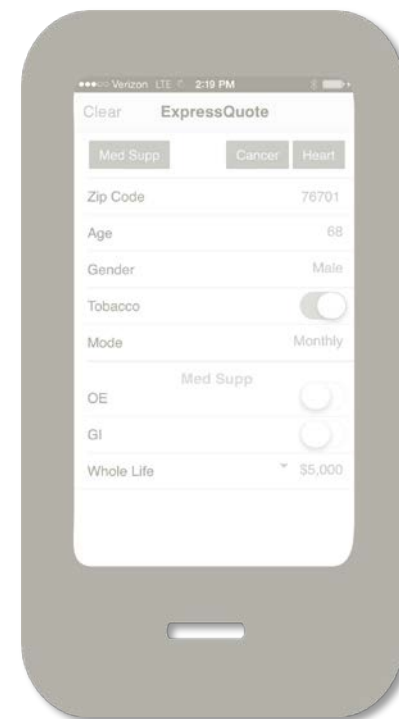 Verizon LTE 2:19 PM
Clear ExpressQuote
Med Supp Cancer Heart
Zip Code 76701
Age 68
Gender Male
Tobacco
Mode Monthly
Med Supp
OE
GI
Whole Life $5,000